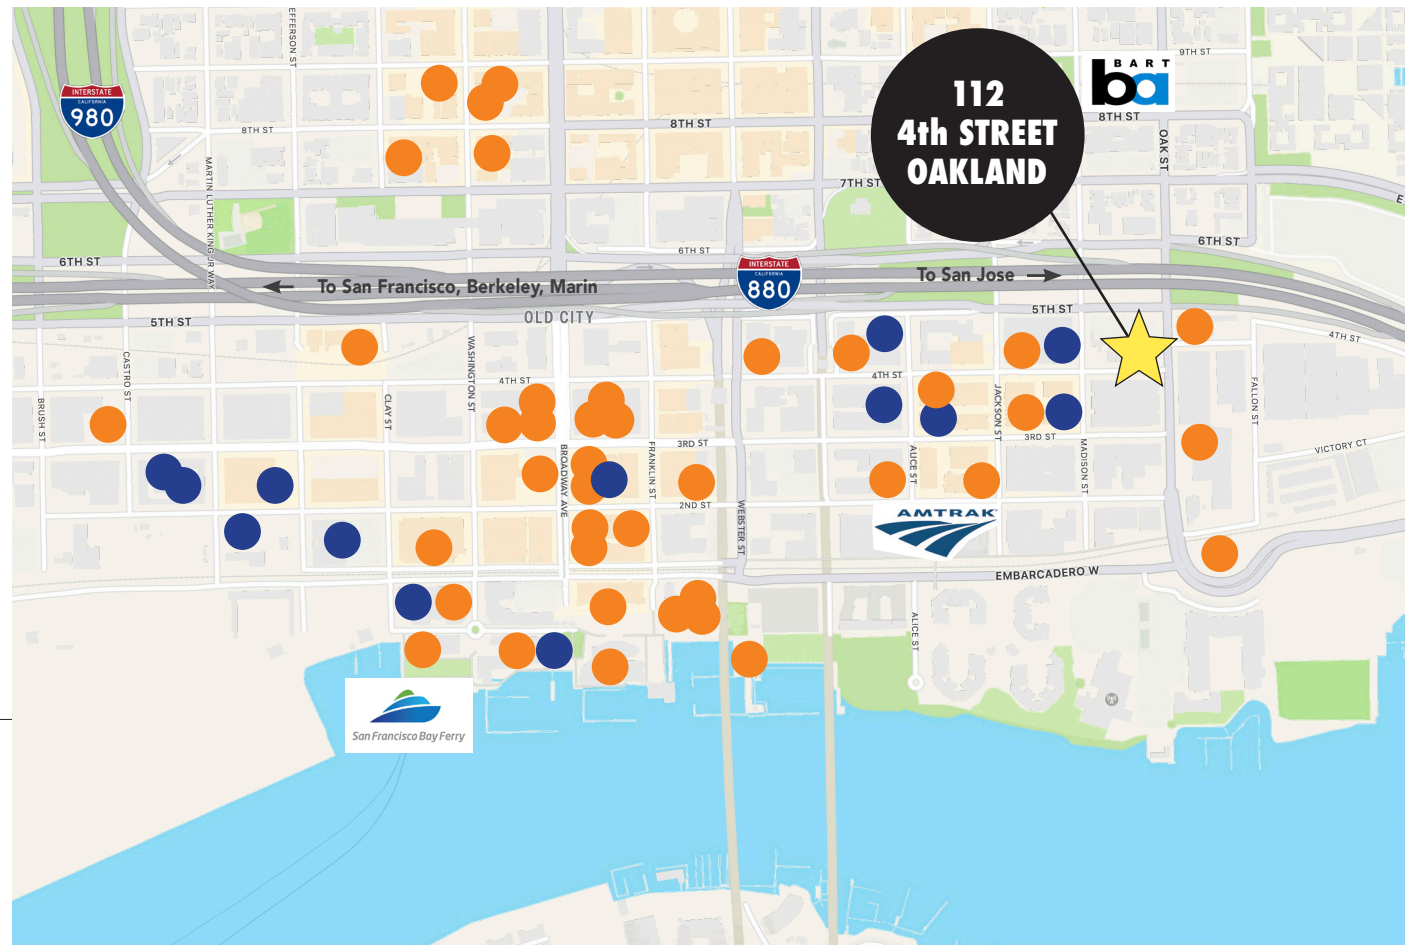 EFFERSON ST
9TH ST
BART
ba
INTERSTATE
CALIFORNIA
980
112
4th STREET
OAKLAND
8TH ST
8TH ST
8TH ST
OAK ST
MARTIN LUTHER KING JR WAY
7TH ST
E
6TH ST
6TH ST
6TH ST
INTERSTATE
CALIFORNIA
880
To San Francisco, Berkeley, Marin
To San Jose
5TH ST
OLD CITY
5TH ST
4TH ST
CASTRO ST
WASHINGTON ST
4TH ST
4TH ST
BRUSH ST
CLAY ST
JACKSON ST
FALLON ST
3RD ST
3RD ST
VICTORY CT
BROADWAY AVE
FRANKLIN ST
ALICE ST
MADISON ST
2ND ST
WEBSTER ST
AMTRAK
EMBARCADERO W
ALICE ST
San Francisco Bay Ferry